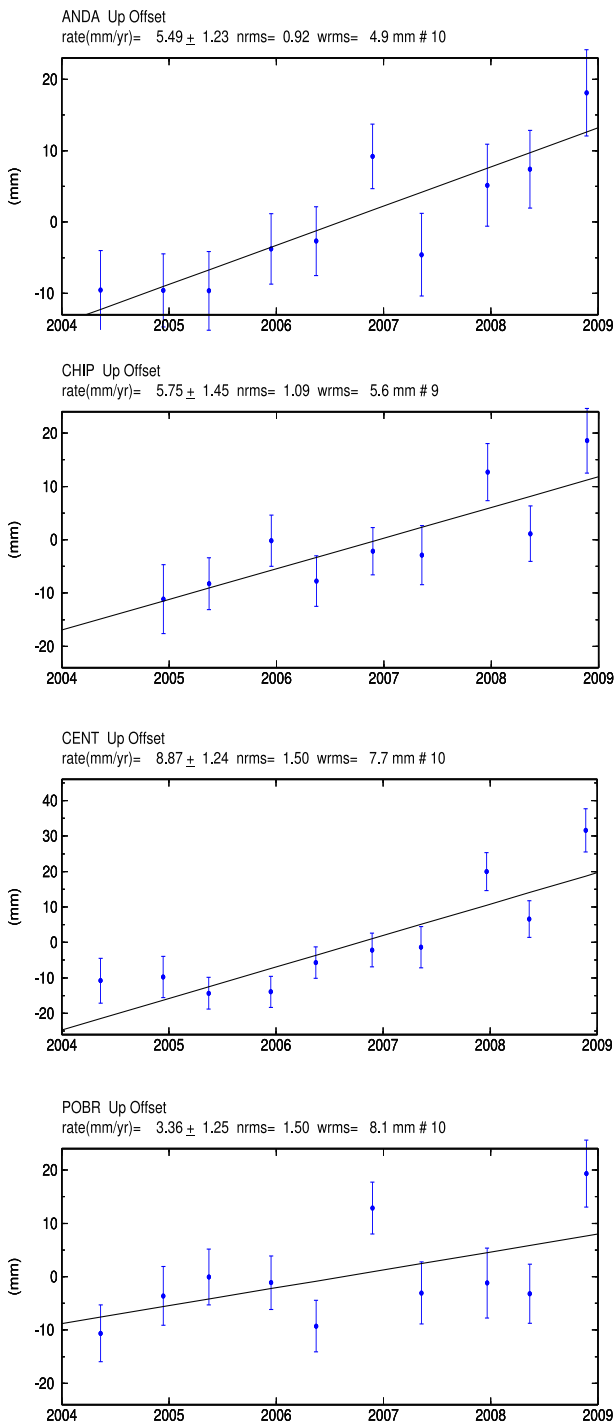 ANDA Up Offset
rate(mm/yr)= 5.49 ± 1.23 nrms= 0.92 wrms= 4.9 mm # 10
20
10
0
-10
(mm)
2004 2005 2006 2007 2008 2009
CHIP Up Offset
rate(mm/yr)= 5.75 ± 1.45 nrms= 1.09 wrms= 5.6 mm # 9
20
10
0
-10
-20
(mm)
2004 2005 2006 2007 2008 2009
CENT Up Offset
rate(mm/yr)= 8.87 ± 1.24 nrms= 1.50 wrms= 7.7 mm # 10
40
30
20
10
0
-10
-20
(mm)
2004 2005 2006 2007 2008 2009
POBR Up Offset
rate(mm/yr)= 3.36 ± 1.25 nrms= 1.50 wrms= 8.1 mm # 10
20
10
0
-10
-20
(mm)
2004 2005 2006 2007 2008 2009